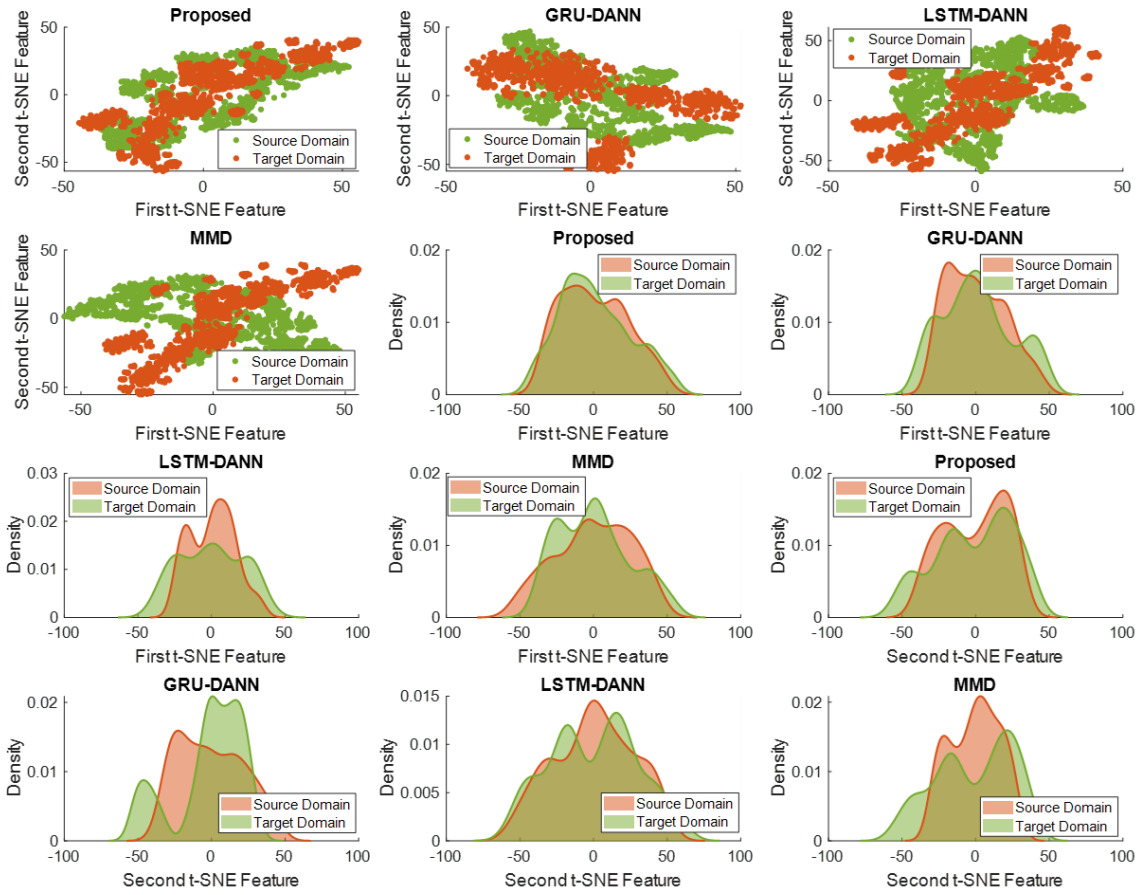 Proposed
Second t-SNE Feature
50
0
-50
-50
0
50
Source Domain
Target Domain
First t-SNE Feature
GRU-DANN
Second t-SNE Feature
50
0
-50
-50
0
50
Source Domain
Target Domain
First t-SNE Feature
LSTM-DANN
Second t-SNE Feature
50
0
-50
-50
0
50
Source Domain
Target Domain
First t-SNE Feature
MMD
Second t-SNE Feature
50
0
-50
-50
0
50
Source Domain
Target Domain
First t-SNE Feature
Proposed
Density
0.02
0.01
0
-100
-50
0
50
100
Source Domain
Target Domain
First t-SNE Feature
GRU-DANN
Density
0.02
0.01
0
-100
-50
0
50
100
Source Domain
Target Domain
First t-SNE Feature
LSTM-DANN
Density
0.03
0.02
0.01
0
-100
-50
0
50
100
Source Domain
Target Domain
First t-SNE Feature
MMD
Density
0.02
0.01
0
-100
-50
0
50
100
Source Domain
Target Domain
First t-SNE Feature
Proposed
Density
0.02
0.01
0
-100
-50
0
50
100
Source Domain
Target Domain
Second t-SNE Feature
GRU-DANN
Density
0.02
0.01
0
-100
-50
0
50
100
Source Domain
Target Domain
Second t-SNE Feature
LSTM-DANN
Density
0.015
0.01
0.005
0
-100
-50
0
50
100
Source Domain
Target Domain
Second t-SNE Feature
MMD
Density
0.02
0.01
0
-100
-50
0
50
100
Source Domain
Target Domain
Second t-SNE Feature